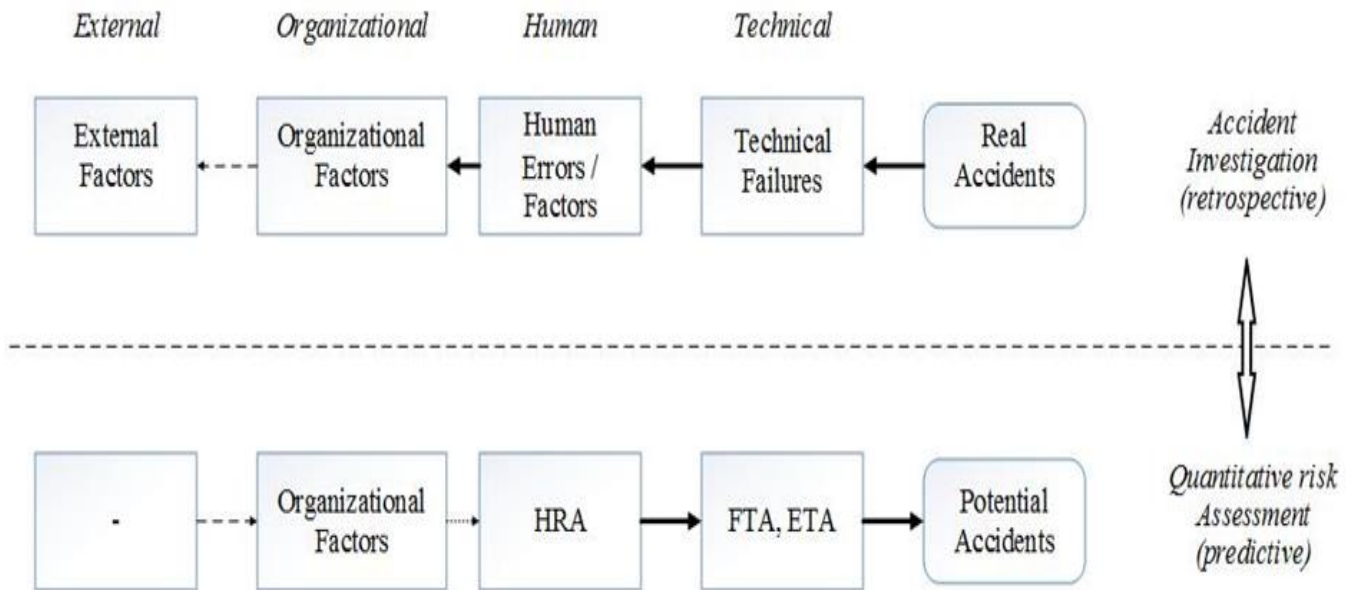 External Organizational Human Technical
External
Factors
Organizational
Factors
Human
Errors /
Factors
Technical
Failures
Real
Accidents
Accident
Investigation
(retrospective)
-
Organizational
Factors
HRA
FTA, ETA
Potential
Accidents
Quantitative risk
Assessment
(predictive)